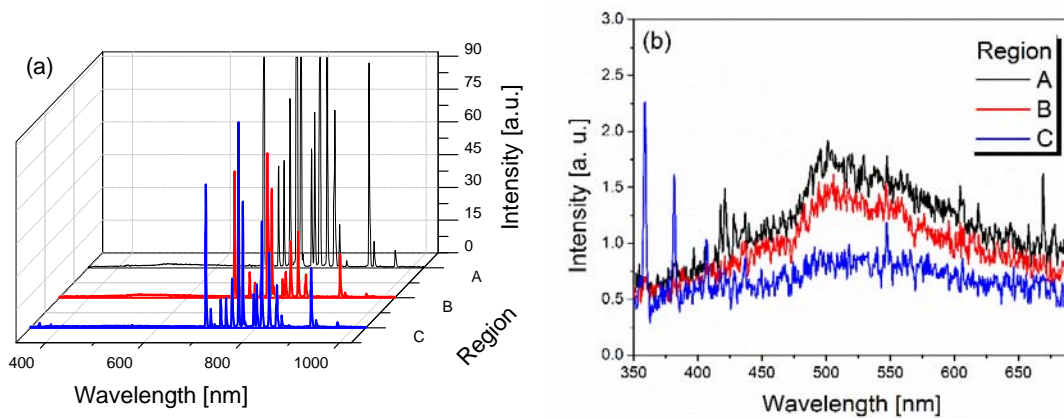 (a)
90
75
60
45
30
15
0
Intensity [a.u.]
A
B
C
Region
400
600
800
1000
Wavelength [nm]
(b)
Region
A
B
C
3.0
2.5
2.0
1.5
1.0
0.5
0.0
Intensity [a. u.]
350
400
450
500
550
600
650
Wavelength [nm]